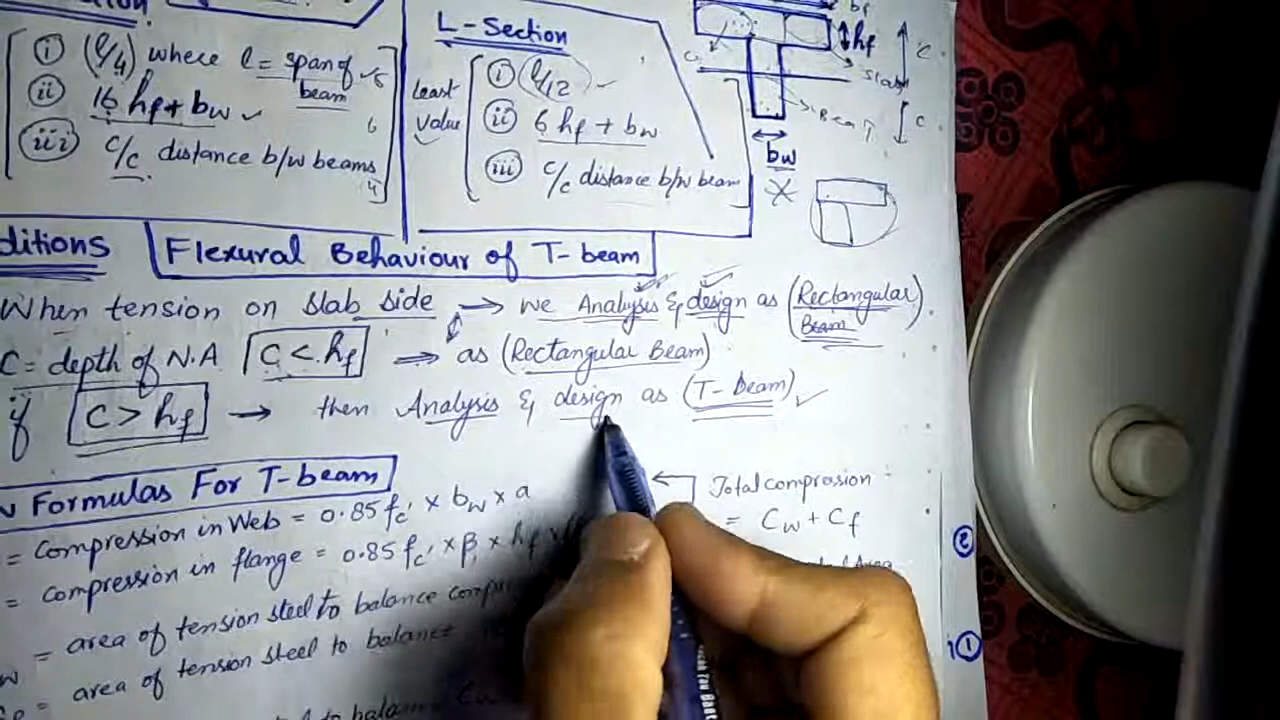 (i) (l/4) where l = span of
beam
(ii) 16 hf + bw
(iii) c/c distance b/w beams
Least
value
L-Section
(i) l/12
(ii) 6 hf + bw
(iii) c/c distance b/w beam
hf
C
Slab
C
bw
ditions
Flexural Behaviour of T-beam
When tension on slab side → we Analysis & design as (Rectangular
Beam)
C = depth of N.A C < hf ⇒ as (Rectangular Beam)
if C > hf → then Analysis & design as (T-Beam)
Formulas For T-beam
= compression in Web = 0.85 fc' × bw × a
= compression in flange = 0.85 fc' × β1 × hf
= area of tension steel to balance
= area of tension steel to balance
to balance
Total compression
= Cw + Cf
Area
2
1